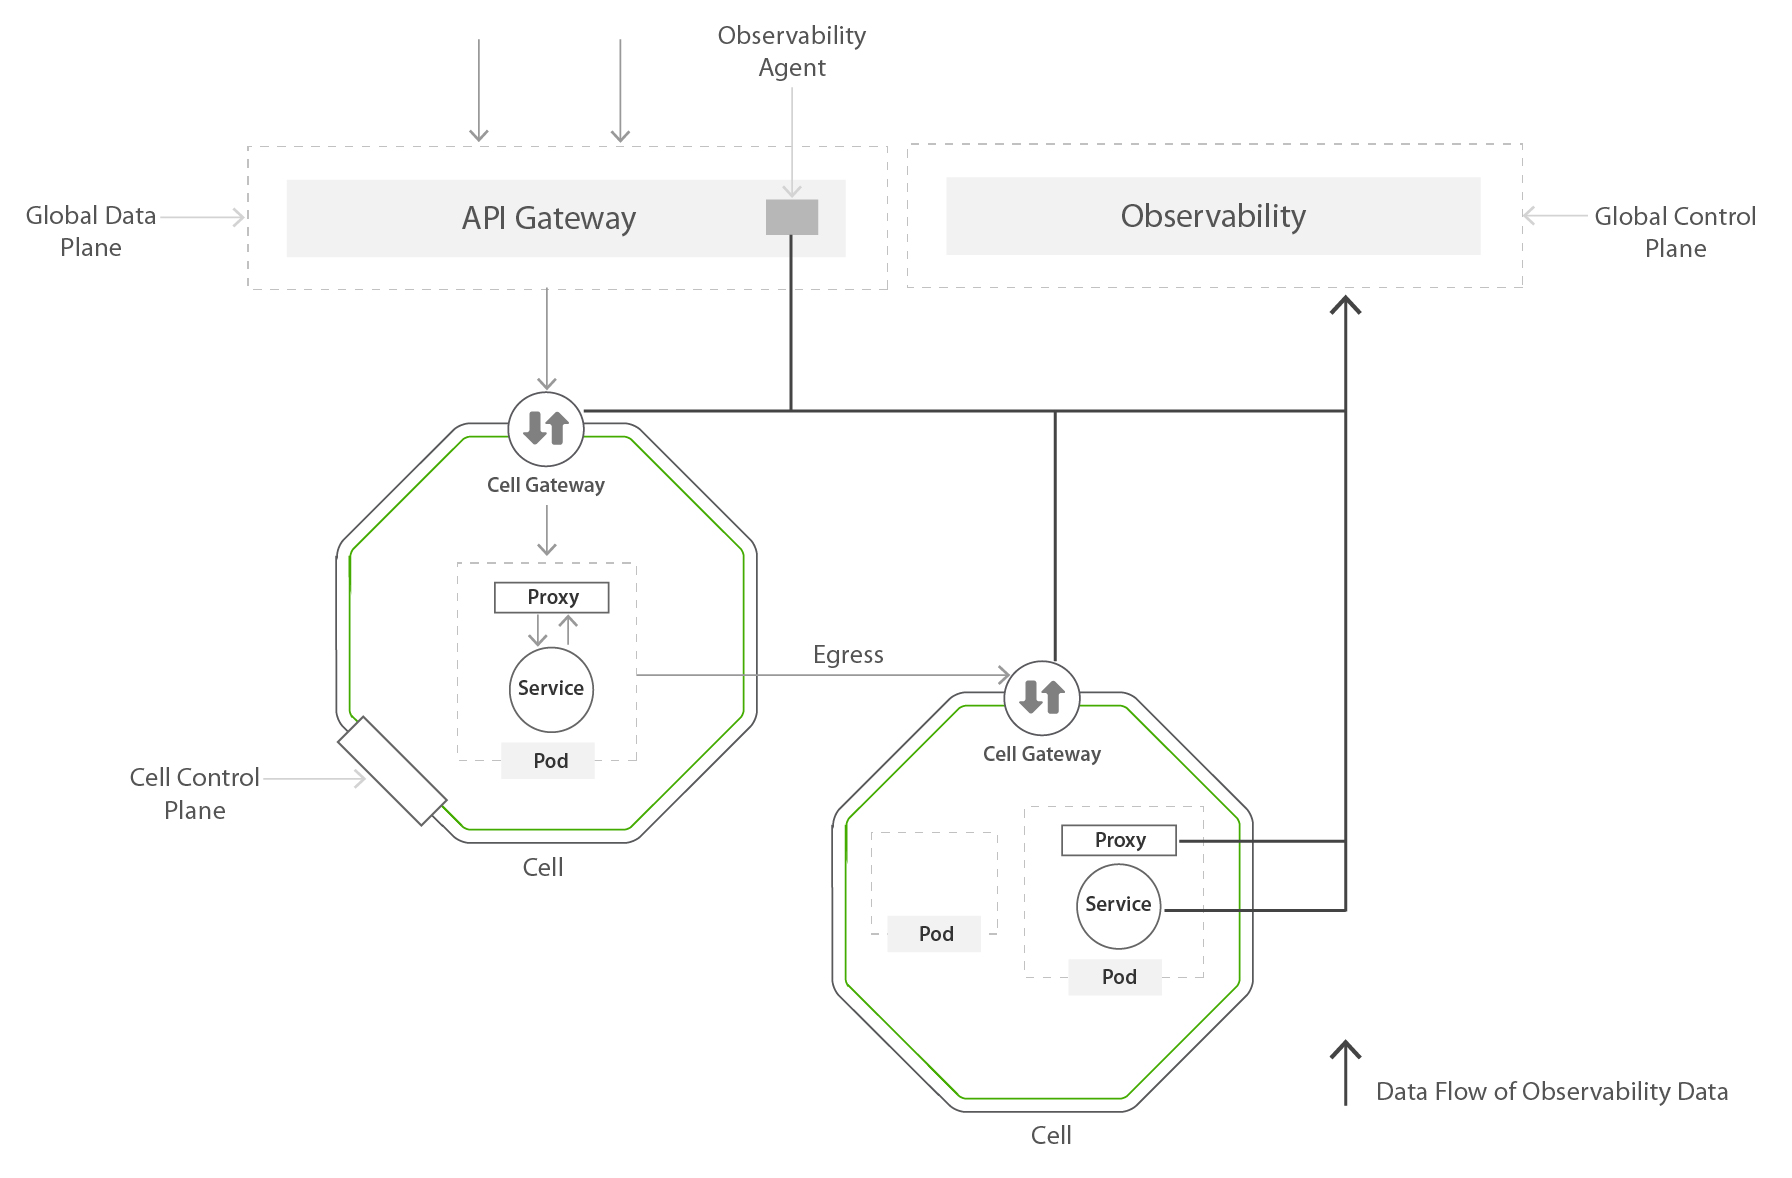 Observability
Agent
Global Data
Plane
API Gateway
Observability
Global Control
Plane
Cell Gateway
Proxy
Service
Pod
Egress
Cell Control
Plane
Cell
Cell Gateway
Proxy
Service
Pod
Pod
Data Flow of Observability Data
Cell